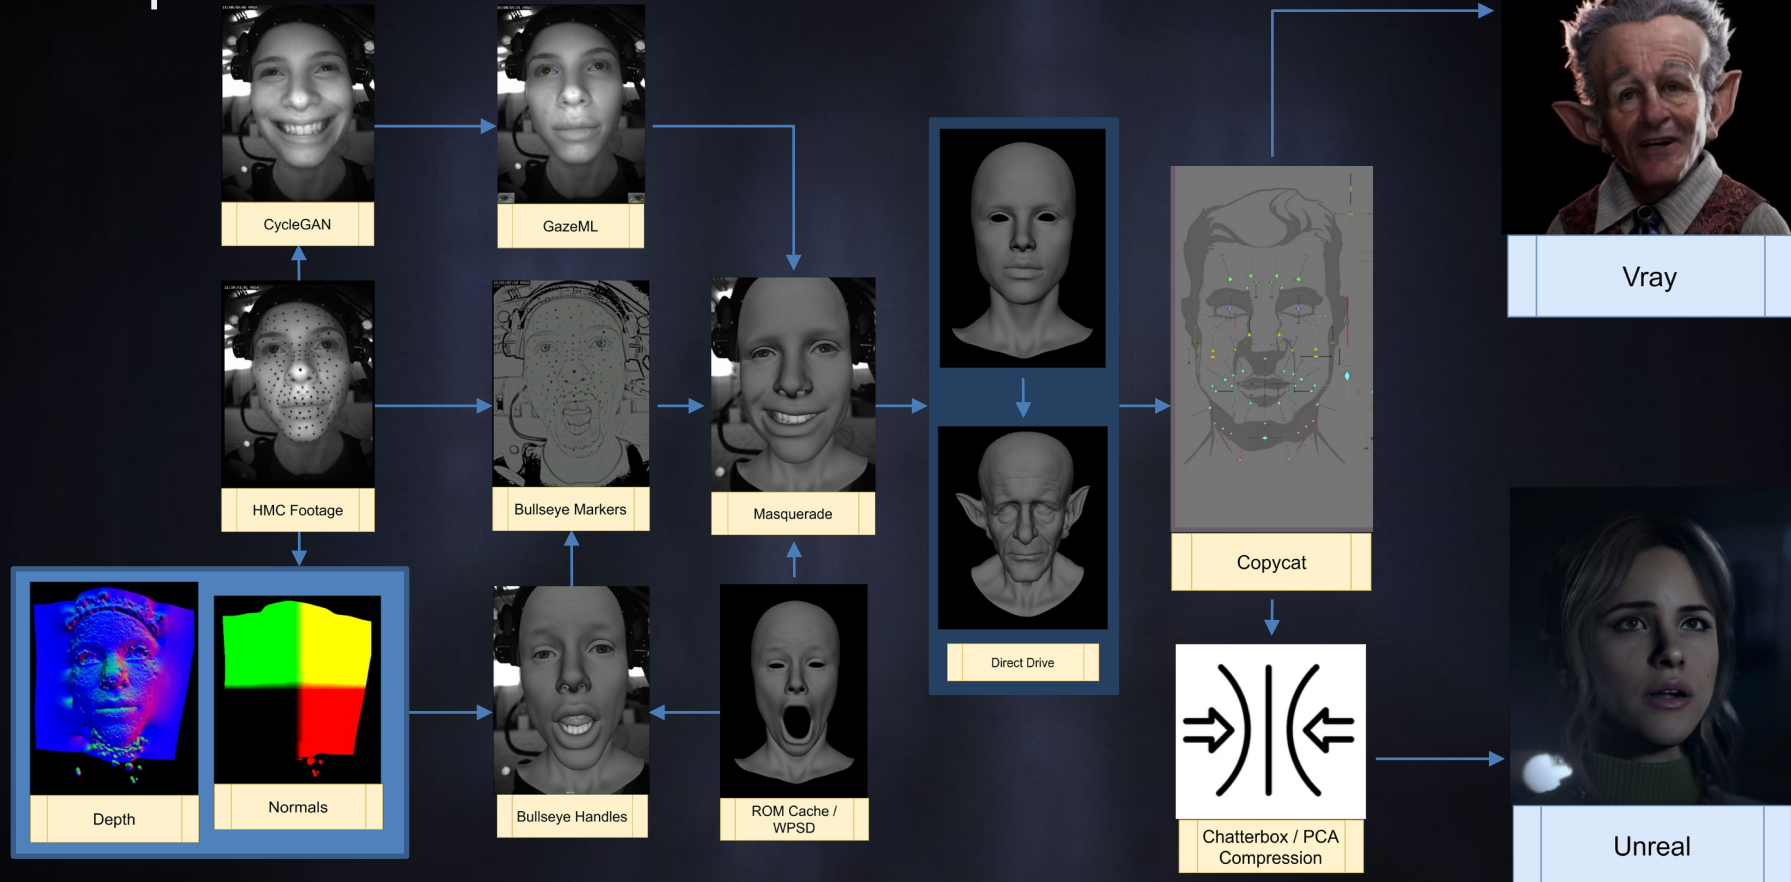 CycleGAN
GazeML
Vray
HMC Footage
Bullseye Markers
Masquerade
Copycat
Direct Drive
Depth
Normals
Bullseye Handles
ROM Cache /
WPSD
Chatterbox / PCA
Compression
Unreal